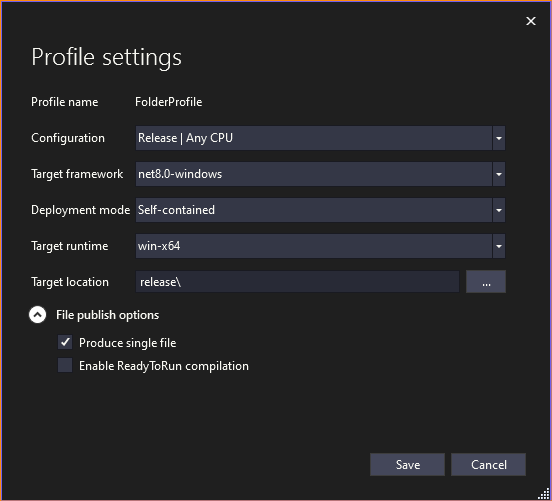 Profile settings
Profile name FolderProfile
Configuration Release | Any CPU
Target framework net8.0-windows
Deployment mode Self-contained
Target runtime win-x64
Target location release\ ...
File publish options
Produce single file
Enable ReadyToRun compilation
Save Cancel